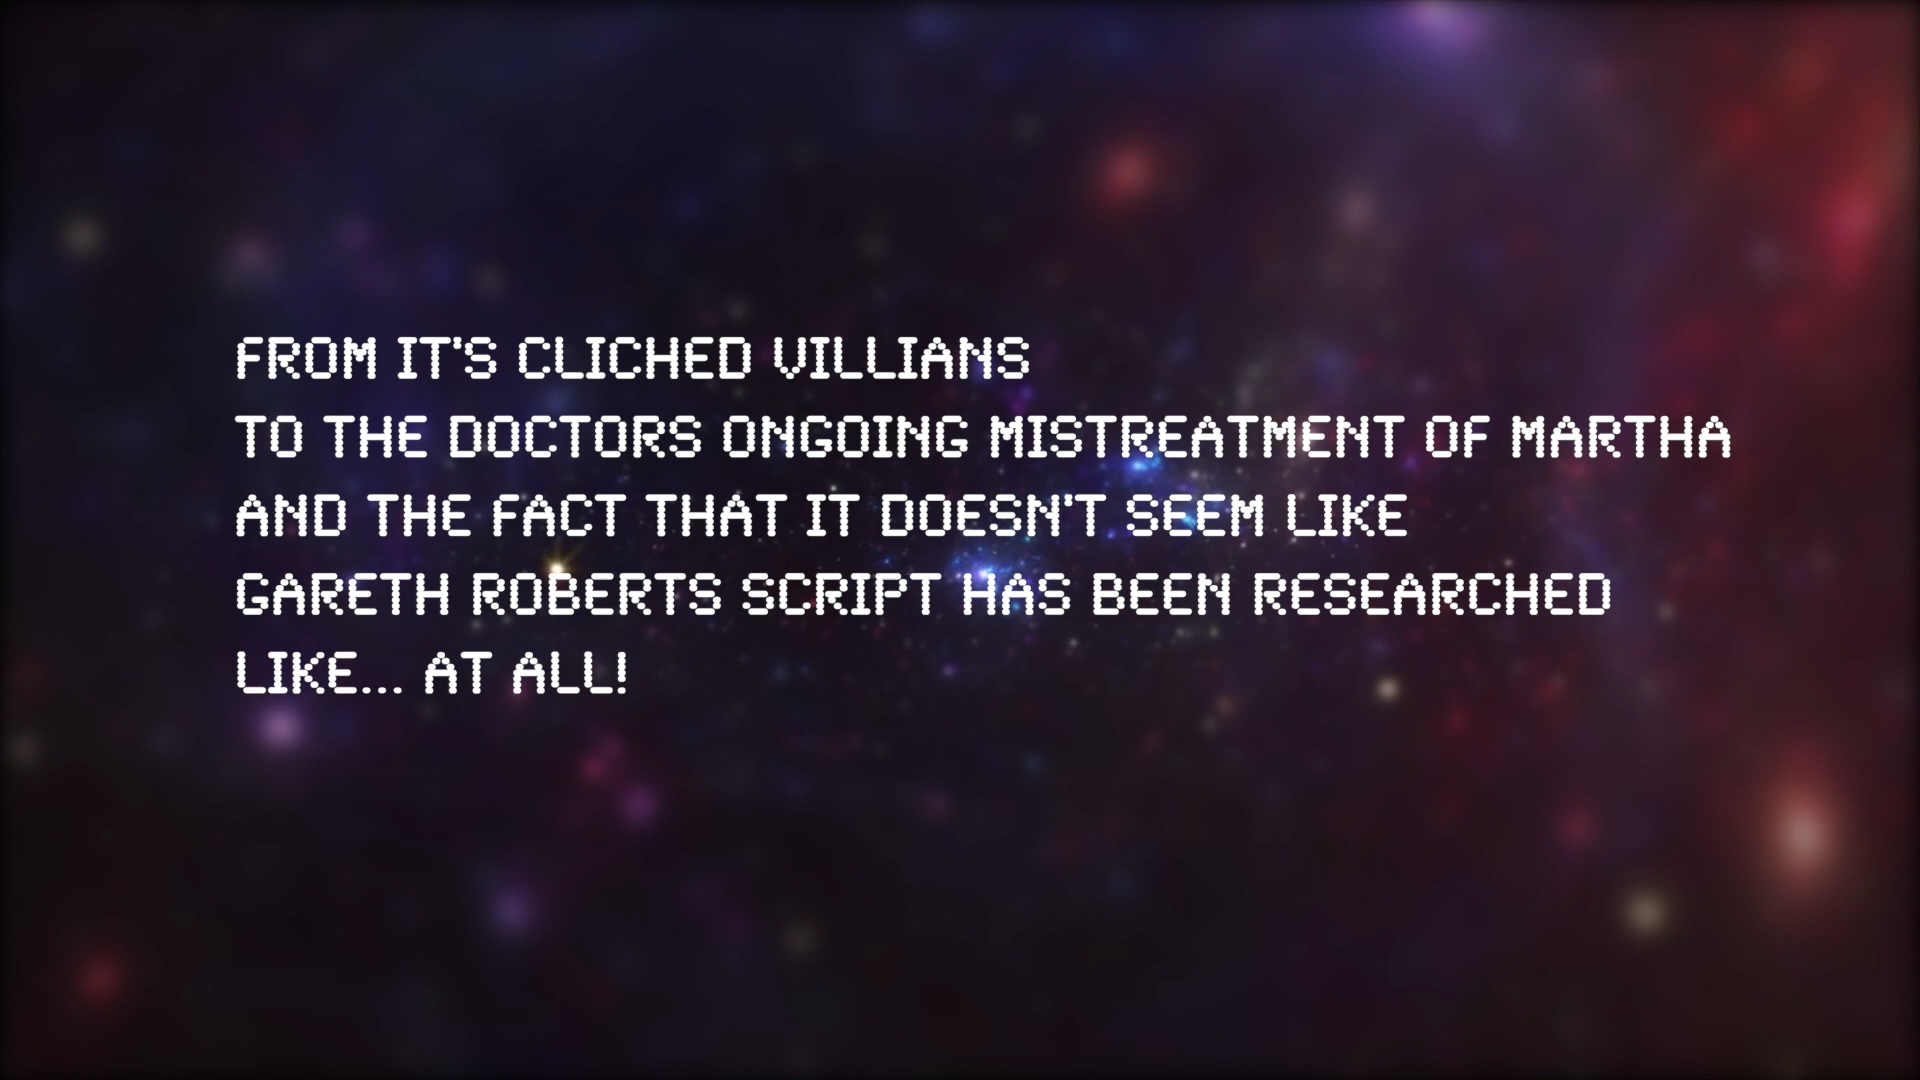 FROM IT'S CLICHED VILLIANS
TO THE DOCTORS ONGOING MISTREATMENT OF MARTHA
AND THE FACT THAT IT DOESN'T SEEM LIKE
GARETH ROBERTS SCRIPT HAS BEEN RESEARCHED
LIKE... AT ALL!